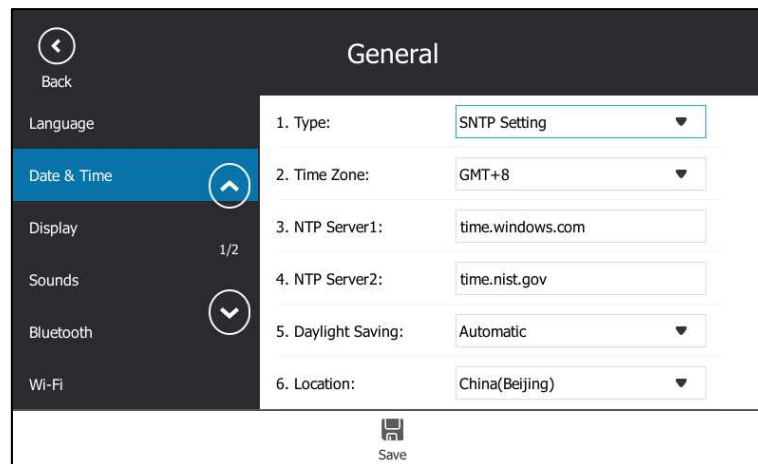 General
Back
Language
Date & Time
Display
1/2
Sounds
Bluetooth
Wi-Fi
1. Type: SNTP Setting
2. Time Zone: GMT+8
3. NTP Server1: time.windows.com
4. NTP Server2: time.nist.gov
5. Daylight Saving: Automatic
6. Location: China(Beijing)
Save